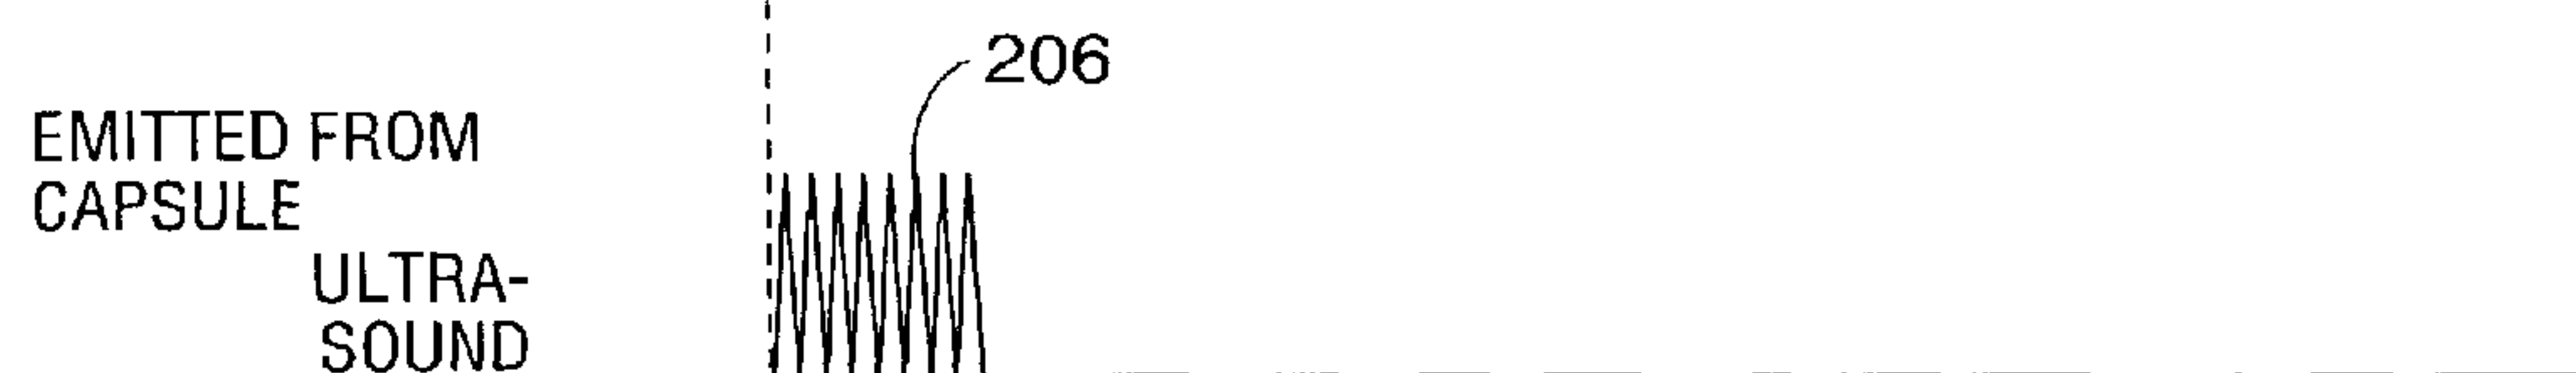 206
EMITTED FROM
CAPSULE
ULTRA-
SOUND